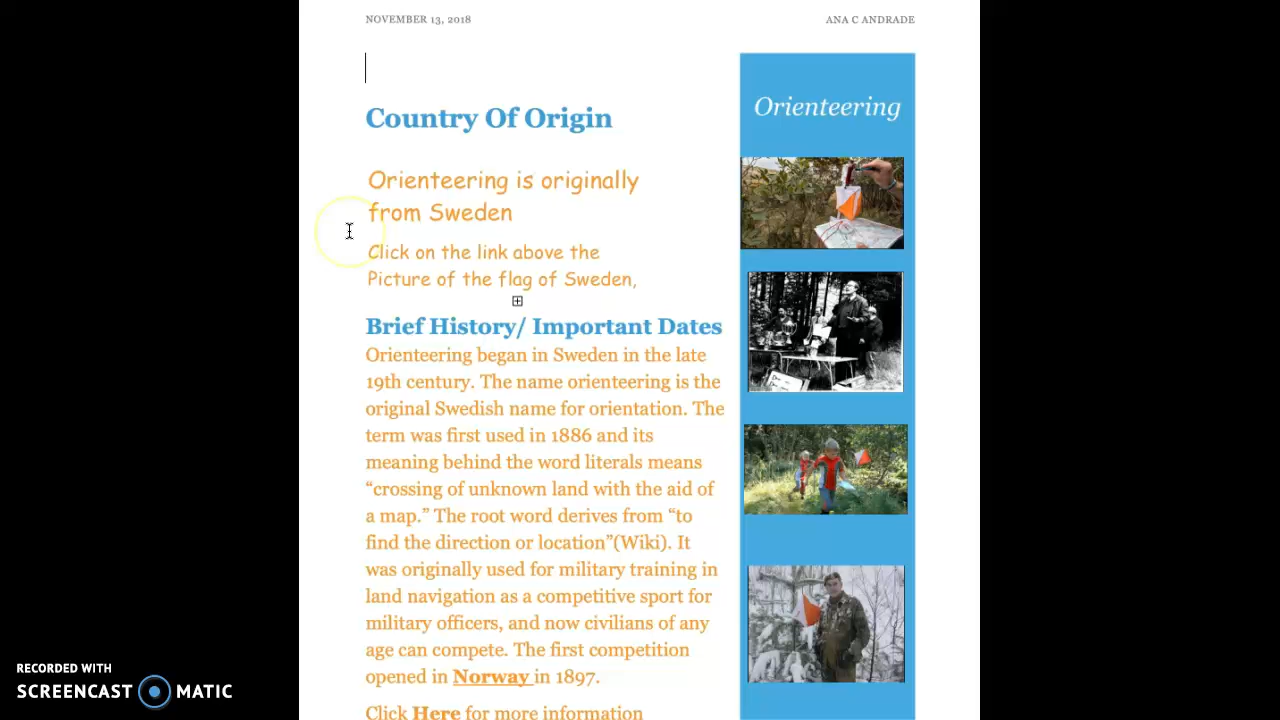 NOVEMBER 13, 2018
ANA C ANDRADE
Orienteering
Country Of Origin
Orienteering is originally
from Sweden
Click on the link above the
Picture of the flag of Sweden,
Brief History/ Important Dates
Orienteering began in Sweden in the late
19th century. The name orienteering is the
original Swedish name for orientation. The
term was first used in 1886 and its
meaning behind the word literals means
“crossing of unknown land with the aid of
a map.” The root word derives from “to
find the direction or location”(Wiki). It
was originally used for military training in
land navigation as a competitive sport for
military officers, and now civilians of any
age can compete. The first competition
opened in Norway in 1897.
Click Here for more information
RECORDED WITH
SCREENCAST MATIC